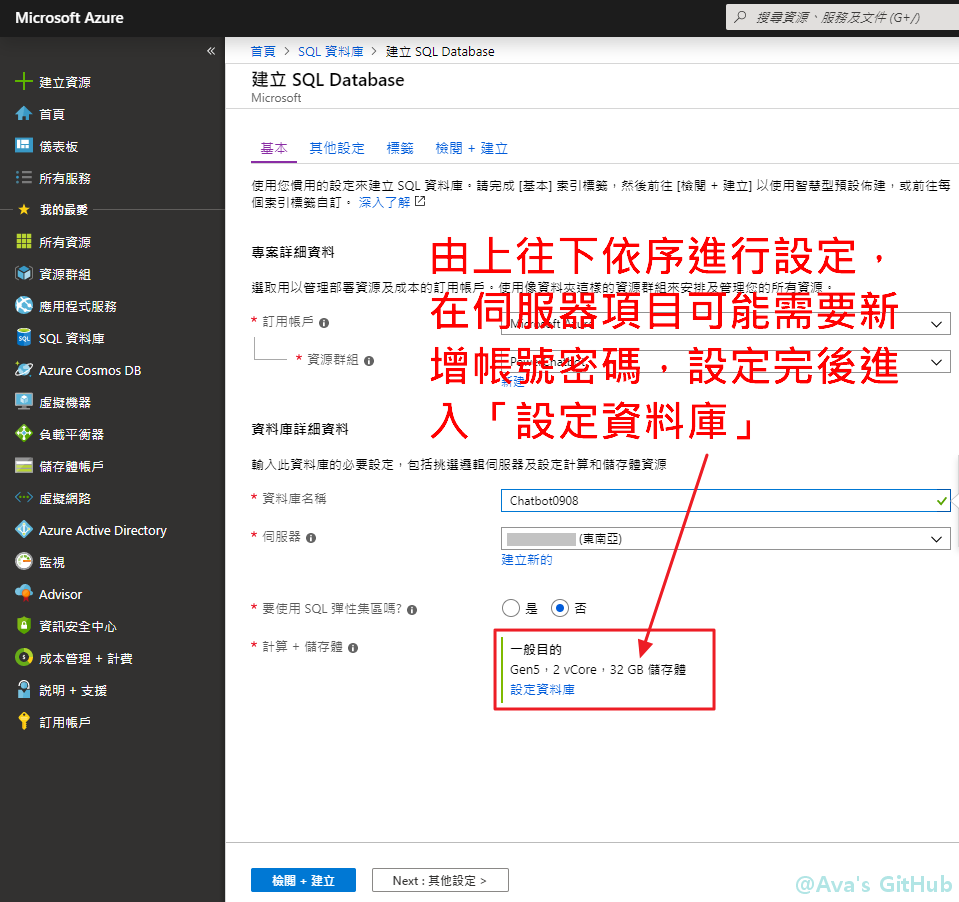 Microsoft Azure
搜尋資源、服務及文件 (G+/)
«
建立資源
首頁
儀表板
所有服務
我的最愛
所有資源
資源群組
應用程式服務
SQL 資料庫
Azure Cosmos DB
虛擬機器
負載平衡器
儲存體帳戶
虛擬網路
Azure Active Directory
監視
Advisor
資訊安全中心
成本管理 + 計費
說明 + 支援
訂用帳戶
首頁 > SQL 資料庫 > 建立 SQL Database
建立 SQL Database
Microsoft
基本 其他設定 標籤 檢閱 + 建立
使用您慣用的設定來建立 SQL 資料庫。請完成 [基本] 索引標籤，然後前往 [檢閱 + 建立] 以使用智慧型預設佈建，或前往每
個索引標籤自訂。 深入了解
專案詳細資料
選取用以管理部署資源及成本的訂用帳戶。使用像資料夾這樣的資源群組來安排及管理您的所有資源。
由上往下依序進行設定，
在伺服器項目可能需要新
增帳號密碼，設定完後進
入「設定資料庫」
* 訂用帳戶
* 資源群組
新建
資料庫詳細資料
輸入此資料庫的必要設定，包括挑選邏輯伺服器及設定計算和儲存體資源
* 資料庫名稱 Chatbot0908
* 伺服器 (東南亞)
建立新的
* 要使用 SQL 彈性集區嗎? 是 否
* 計算 + 儲存體 一般目的
Gen5，2 vCore，32 GB 儲存體
設定資料庫
檢閱 + 建立 Next : 其他設定 >
@Ava's GitHub